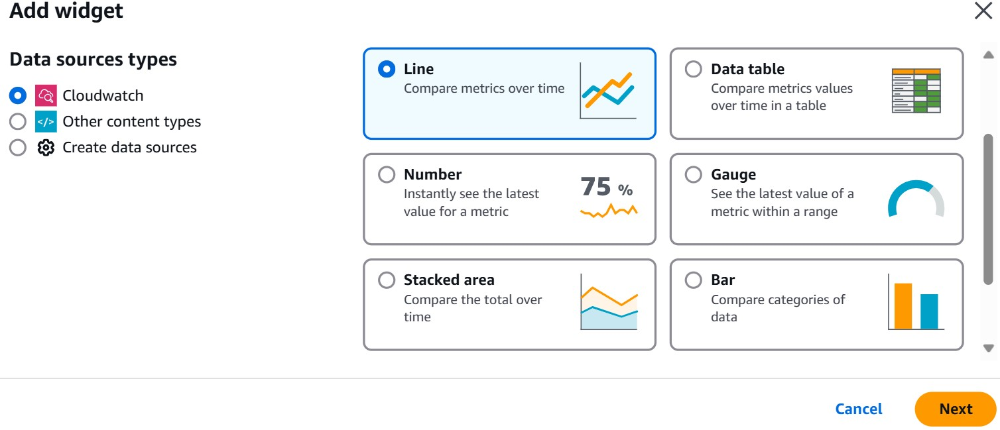 Add widget
Data sources types
Cloudwatch
</> Other content types
Create data sources
Line
Compare metrics over time
Data table
Compare metrics values
over time in a table
Number
Instantly see the latest
value for a metric
75 %
Gauge
See the latest value of a
metric within a range
Stacked area
Compare the total over
time
Bar
Compare categories of
data
Cancel
Next